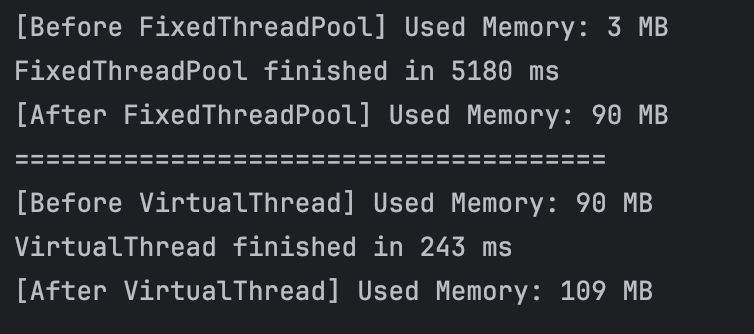 [Before FixedThreadPool] Used Memory: 3 MB
FixedThreadPool finished in 5180 ms
[After FixedThreadPool] Used Memory: 90 MB
======================================
[Before VirtualThread] Used Memory: 90 MB
VirtualThread finished in 243 ms
[After VirtualThread] Used Memory: 109 MB